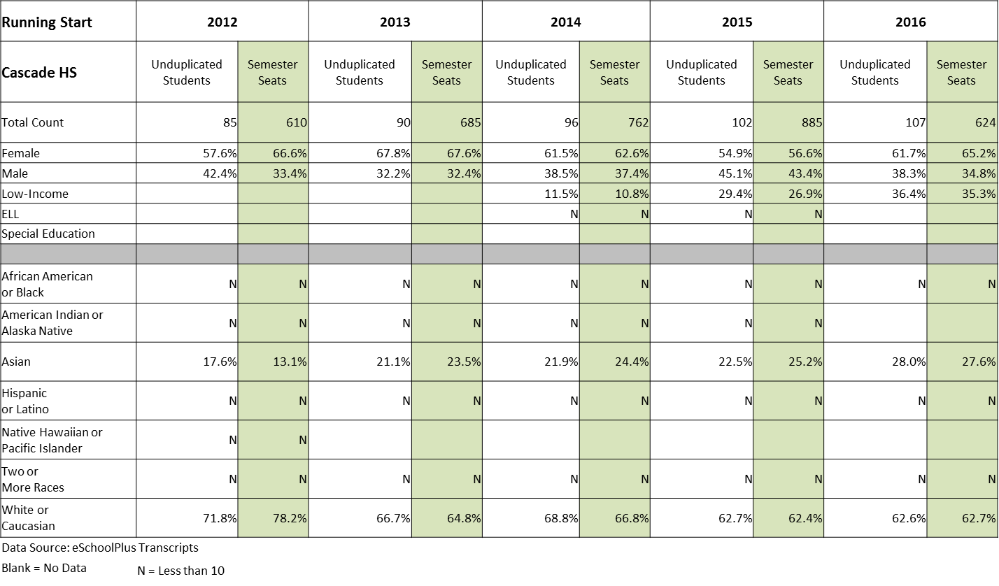 Running Start 2012 2013 2014 2015 2016
Cascade HS Unduplicated Semester Unduplicated Semester Unduplicated Semester Unduplicated Semester Unduplicated Semester
Students Seats Students Seats Students Seats Students Seats Students Seats
Total Count 85 610 90 685 96 762 102 885 107 624
Female 57.6% 66.6% 67.8% 67.6% 61.5% 62.6% 54.9% 56.6% 61.7% 65.2%
Male 42.4% 33.4% 32.2% 32.4% 38.5% 37.4% 45.1% 43.4% 38.3% 34.8%
Low-Income 11.5% 10.8% 29.4% 26.9% 36.4% 35.3%
ELL N N N N
Special Education
African American
or Black N N N N N N N N N N
American Indian or
Alaska Native N N N N N N N N
Asian 17.6% 13.1% 21.1% 23.5% 21.9% 24.4% 22.5% 25.2% 28.0% 27.6%
Hispanic
or Latino N N N N N N N N N N
Native Hawaiian or
Pacific Islander N N
Two or
More Races N N N N N N N N N N
White or
Caucasian 71.8% 78.2% 66.7% 64.8% 68.8% 66.8% 62.7% 62.4% 62.6% 62.7%
Data Source: eSchoolPlus Transcripts
Blank = No Data N = Less than 10